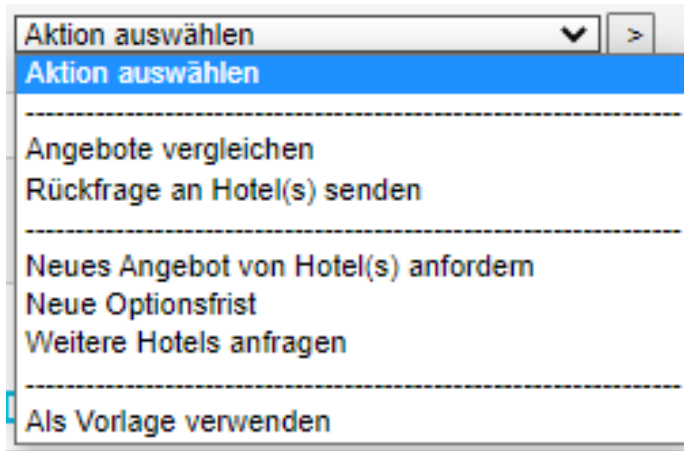 Aktion auswählen
>
Aktion auswählen
--------------------------------------------------------------------
Angebote vergleichen
Rückfrage an Hotel(s) senden
--------------------------------------------------------------------
Neues Angebot von Hotel(s) anfordern
Neue Optionsfrist
Weitere Hotels anfragen
--------------------------------------------------------------------
Als Vorlage verwenden